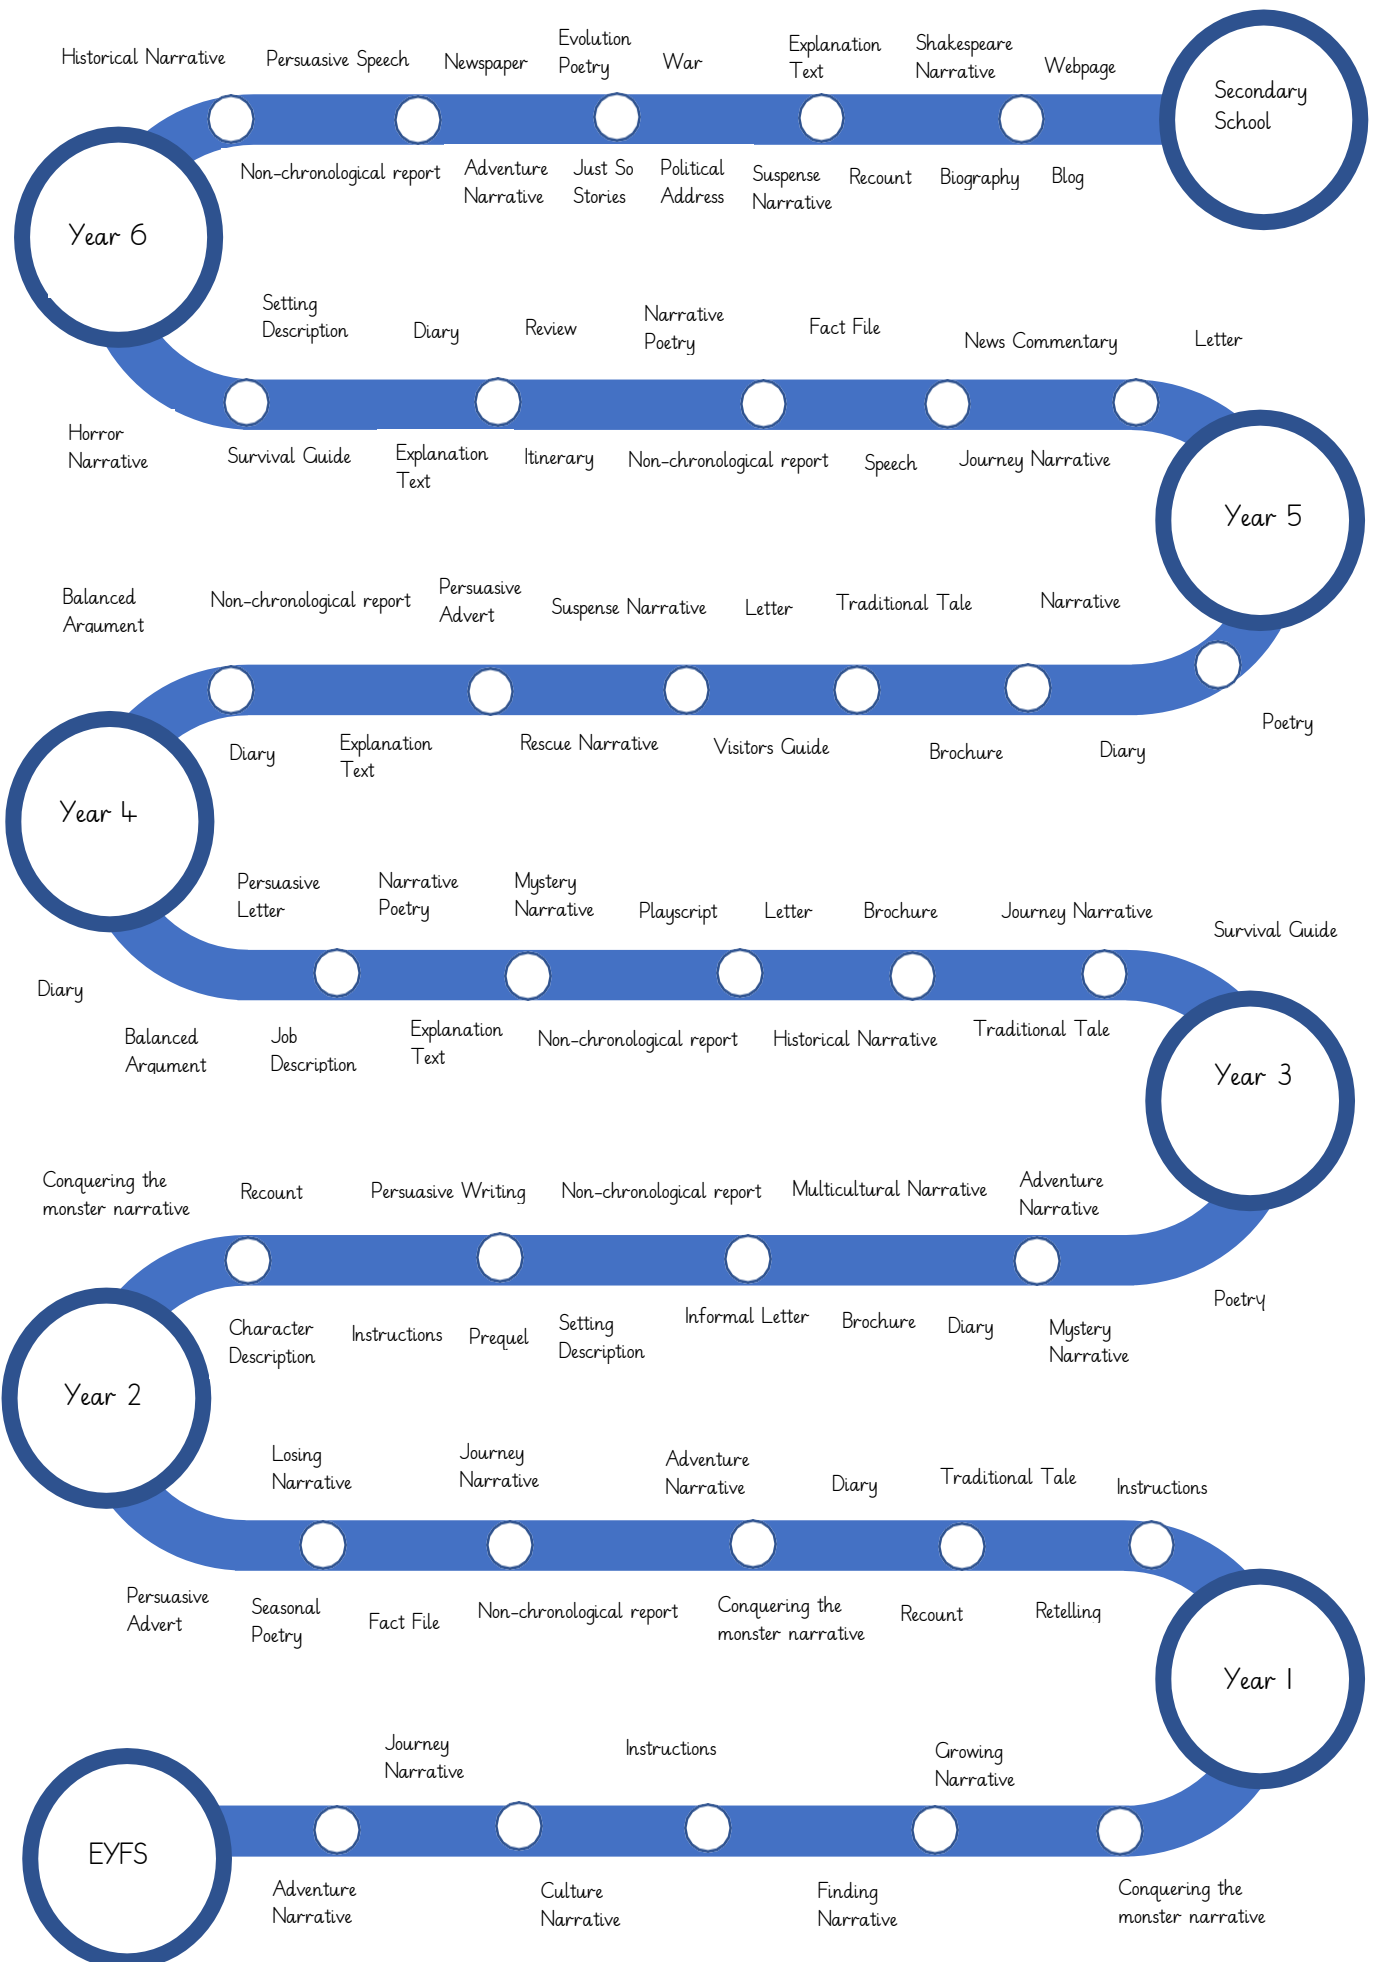 Historical Narrative
Persuasive Speech
Newspaper
Evolution
Poetry
War
Explanation
Text
Shakespeare
Narrative
Webpage
Secondary
School
Non-chronological report
Adventure
Narrative
Just So
Stories
Political
Address
Suspense
Narrative
Recount
Biography
Blog
Year 6
Setting
Description
Diary
Review
Narrative
Poetry
Fact File
News Commentary
Letter
Horror
Narrative
Survival Guide
Explanation
Text
Itinerary
Non-chronological report
Speech
Journey Narrative
Year 5
Balanced
Argument
Non-chronological report
Persuasive
Advert
Suspense Narrative
Letter
Traditional Tale
Narrative
Poetry
Diary
Explanation
Text
Rescue Narrative
Visitors Guide
Brochure
Diary
Year 4
Persuasive
Letter
Narrative
Poetry
Mystery
Narrative
Playscript
Letter
Brochure
Journey Narrative
Survival Guide
Diary
Balanced
Argument
Job
Description
Explanation
Text
Non-chronological report
Historical Narrative
Traditional Tale
Year 3
Conquering the
monster narrative
Recount
Persuasive Writing
Non-chronological report
Multicultural Narrative
Adventure
Narrative
Poetry
Character
Description
Instructions
Prequel
Setting
Description
Informal Letter
Brochure
Diary
Mystery
Narrative
Year 2
Losing
Narrative
Journey
Narrative
Adventure
Narrative
Diary
Traditional Tale
Instructions
Persuasive
Advert
Seasonal
Poetry
Fact File
Non-chronological report
Conquering the
monster narrative
Recount
Retelling
Year 1
Journey
Narrative
Instructions
Growing
Narrative
EYFS
Adventure
Narrative
Culture
Narrative
Finding
Narrative
Conquering the
monster narrative